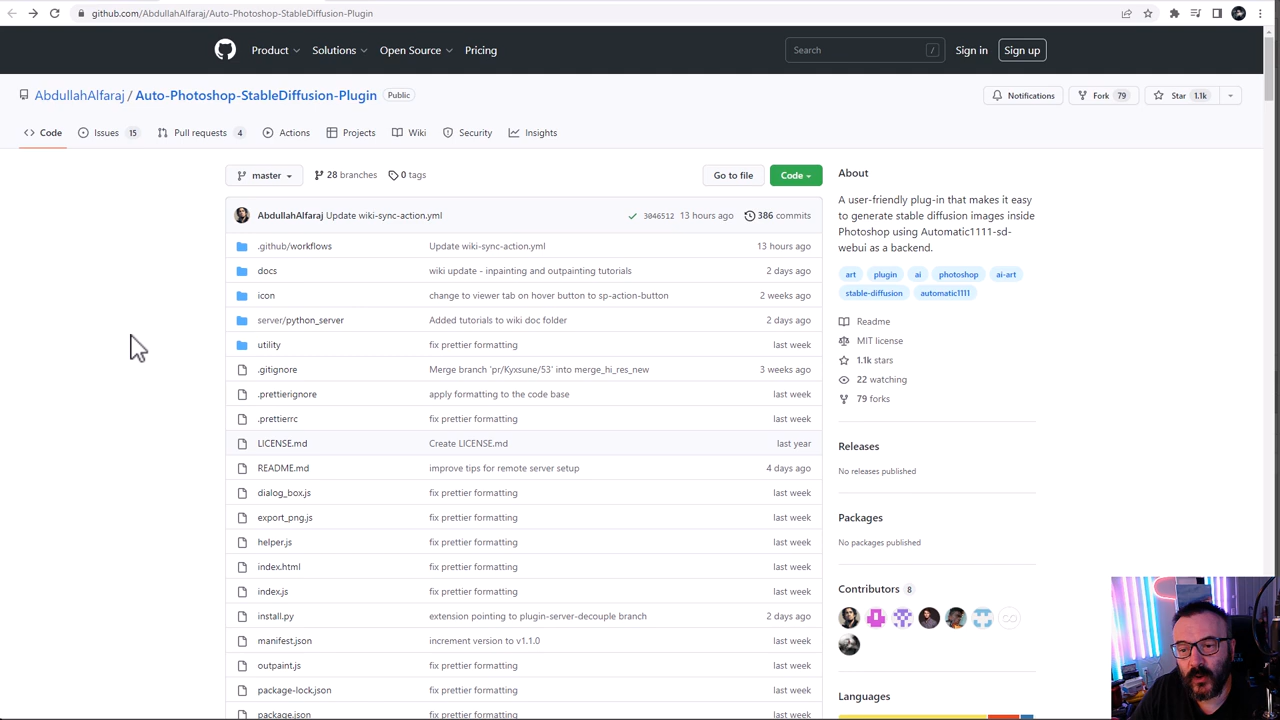 github.com/AbdullahAlfaraj/Auto-Photoshop-StableDiffusion-Plugin
Product Solutions Open Source Pricing Search / Sign in Sign up
AbdullahAlfaraj / Auto-Photoshop-StableDiffusion-Plugin Public Notifications Fork 79 Star 1.1k
Code Issues 15 Pull requests 4 Actions Projects Wiki Security Insights
master 28 branches 0 tags Go to file Code
AbdullahAlfaraj Update wiki-sync-action.yml 3046512 13 hours ago 386 commits
.github/workflows Update wiki-sync-action.yml 13 hours ago
docs wiki update - inpainting and outpainting tutorials 2 days ago
icon change to viewer tab on hover button to sp-action-button 2 weeks ago
server/python_server Added tutorials to wiki doc folder 2 days ago
utility fix prettier formatting last week
.gitignore Merge branch 'pr/Kyxsune/53' into merge_hi_res_new 3 weeks ago
.prettierignore apply formatting to the code base last week
.prettierrc fix prettier formatting last week
LICENSE.md Create LICENSE.md last year
README.md improve tips for remote server setup 4 days ago
dialog_box.js fix prettier formatting last week
export_png.js fix prettier formatting last week
helper.js fix prettier formatting last week
index.html fix prettier formatting last week
index.js fix prettier formatting last week
install.py extension pointing to plugin-server-decouple branch 2 days ago
manifest.json increment version to v1.1.0 last week
outpaint.js fix prettier formatting last week
package-lock.json fix prettier formatting last week
package.json fix prettier formatting last week
About
A user-friendly plug-in that makes it easy
to generate stable diffusion images inside
Photoshop using Automatic1111-sd-
webui as a backend.
art plugin ai photoshop ai-art
stable-diffusion automatic1111
Readme
MIT license
1.1k stars
22 watching
79 forks
Releases
No releases published
Packages
No packages published
Contributors 8
Languages